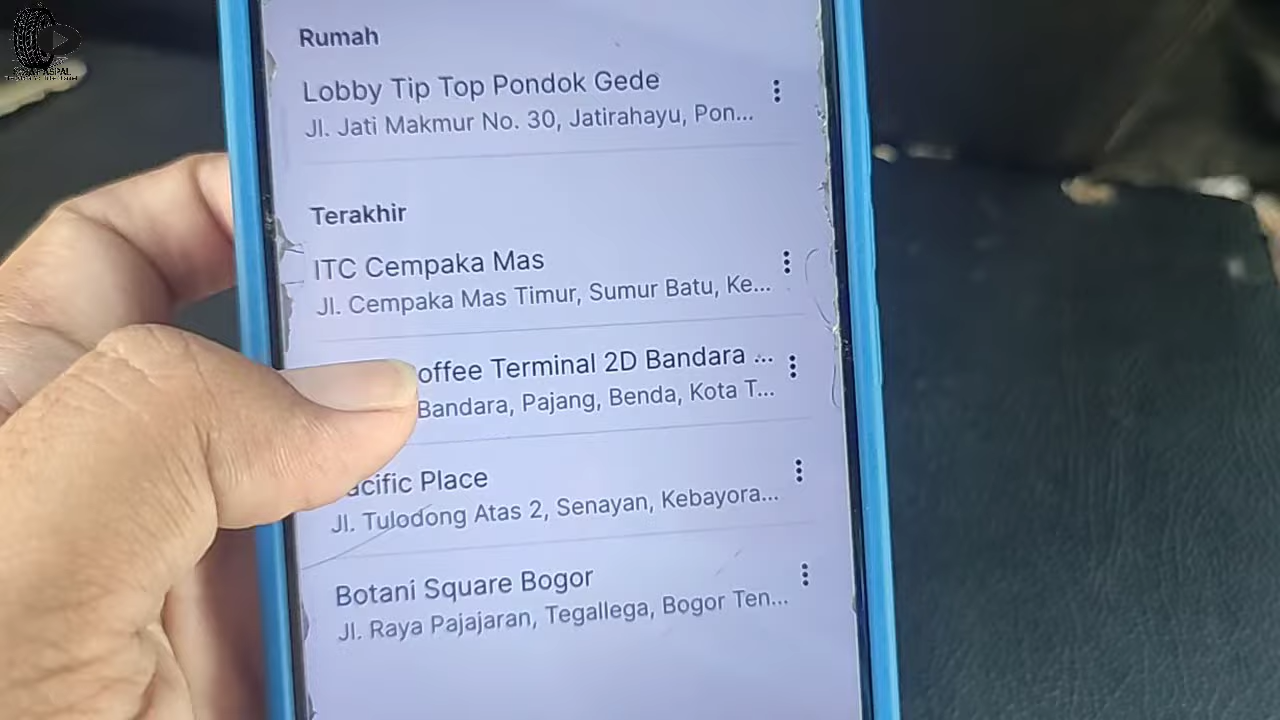 Rumah
Lobby Tip Top Pondok Gede
Jl. Jati Makmur No. 30, Jatirahayu, Pon...
Terakhir
ITC Cempaka Mas
Jl. Cempaka Mas Timur, Sumur Batu, Ke...
offee Terminal 2D Bandara ...
Bandara, Pajang, Benda, Kota T...
acific Place
Jl. Tulodong Atas 2, Senayan, Kebayora...
Botani Square Bogor
Jl. Raya Pajajaran, Tegallega, Bogor Ten...